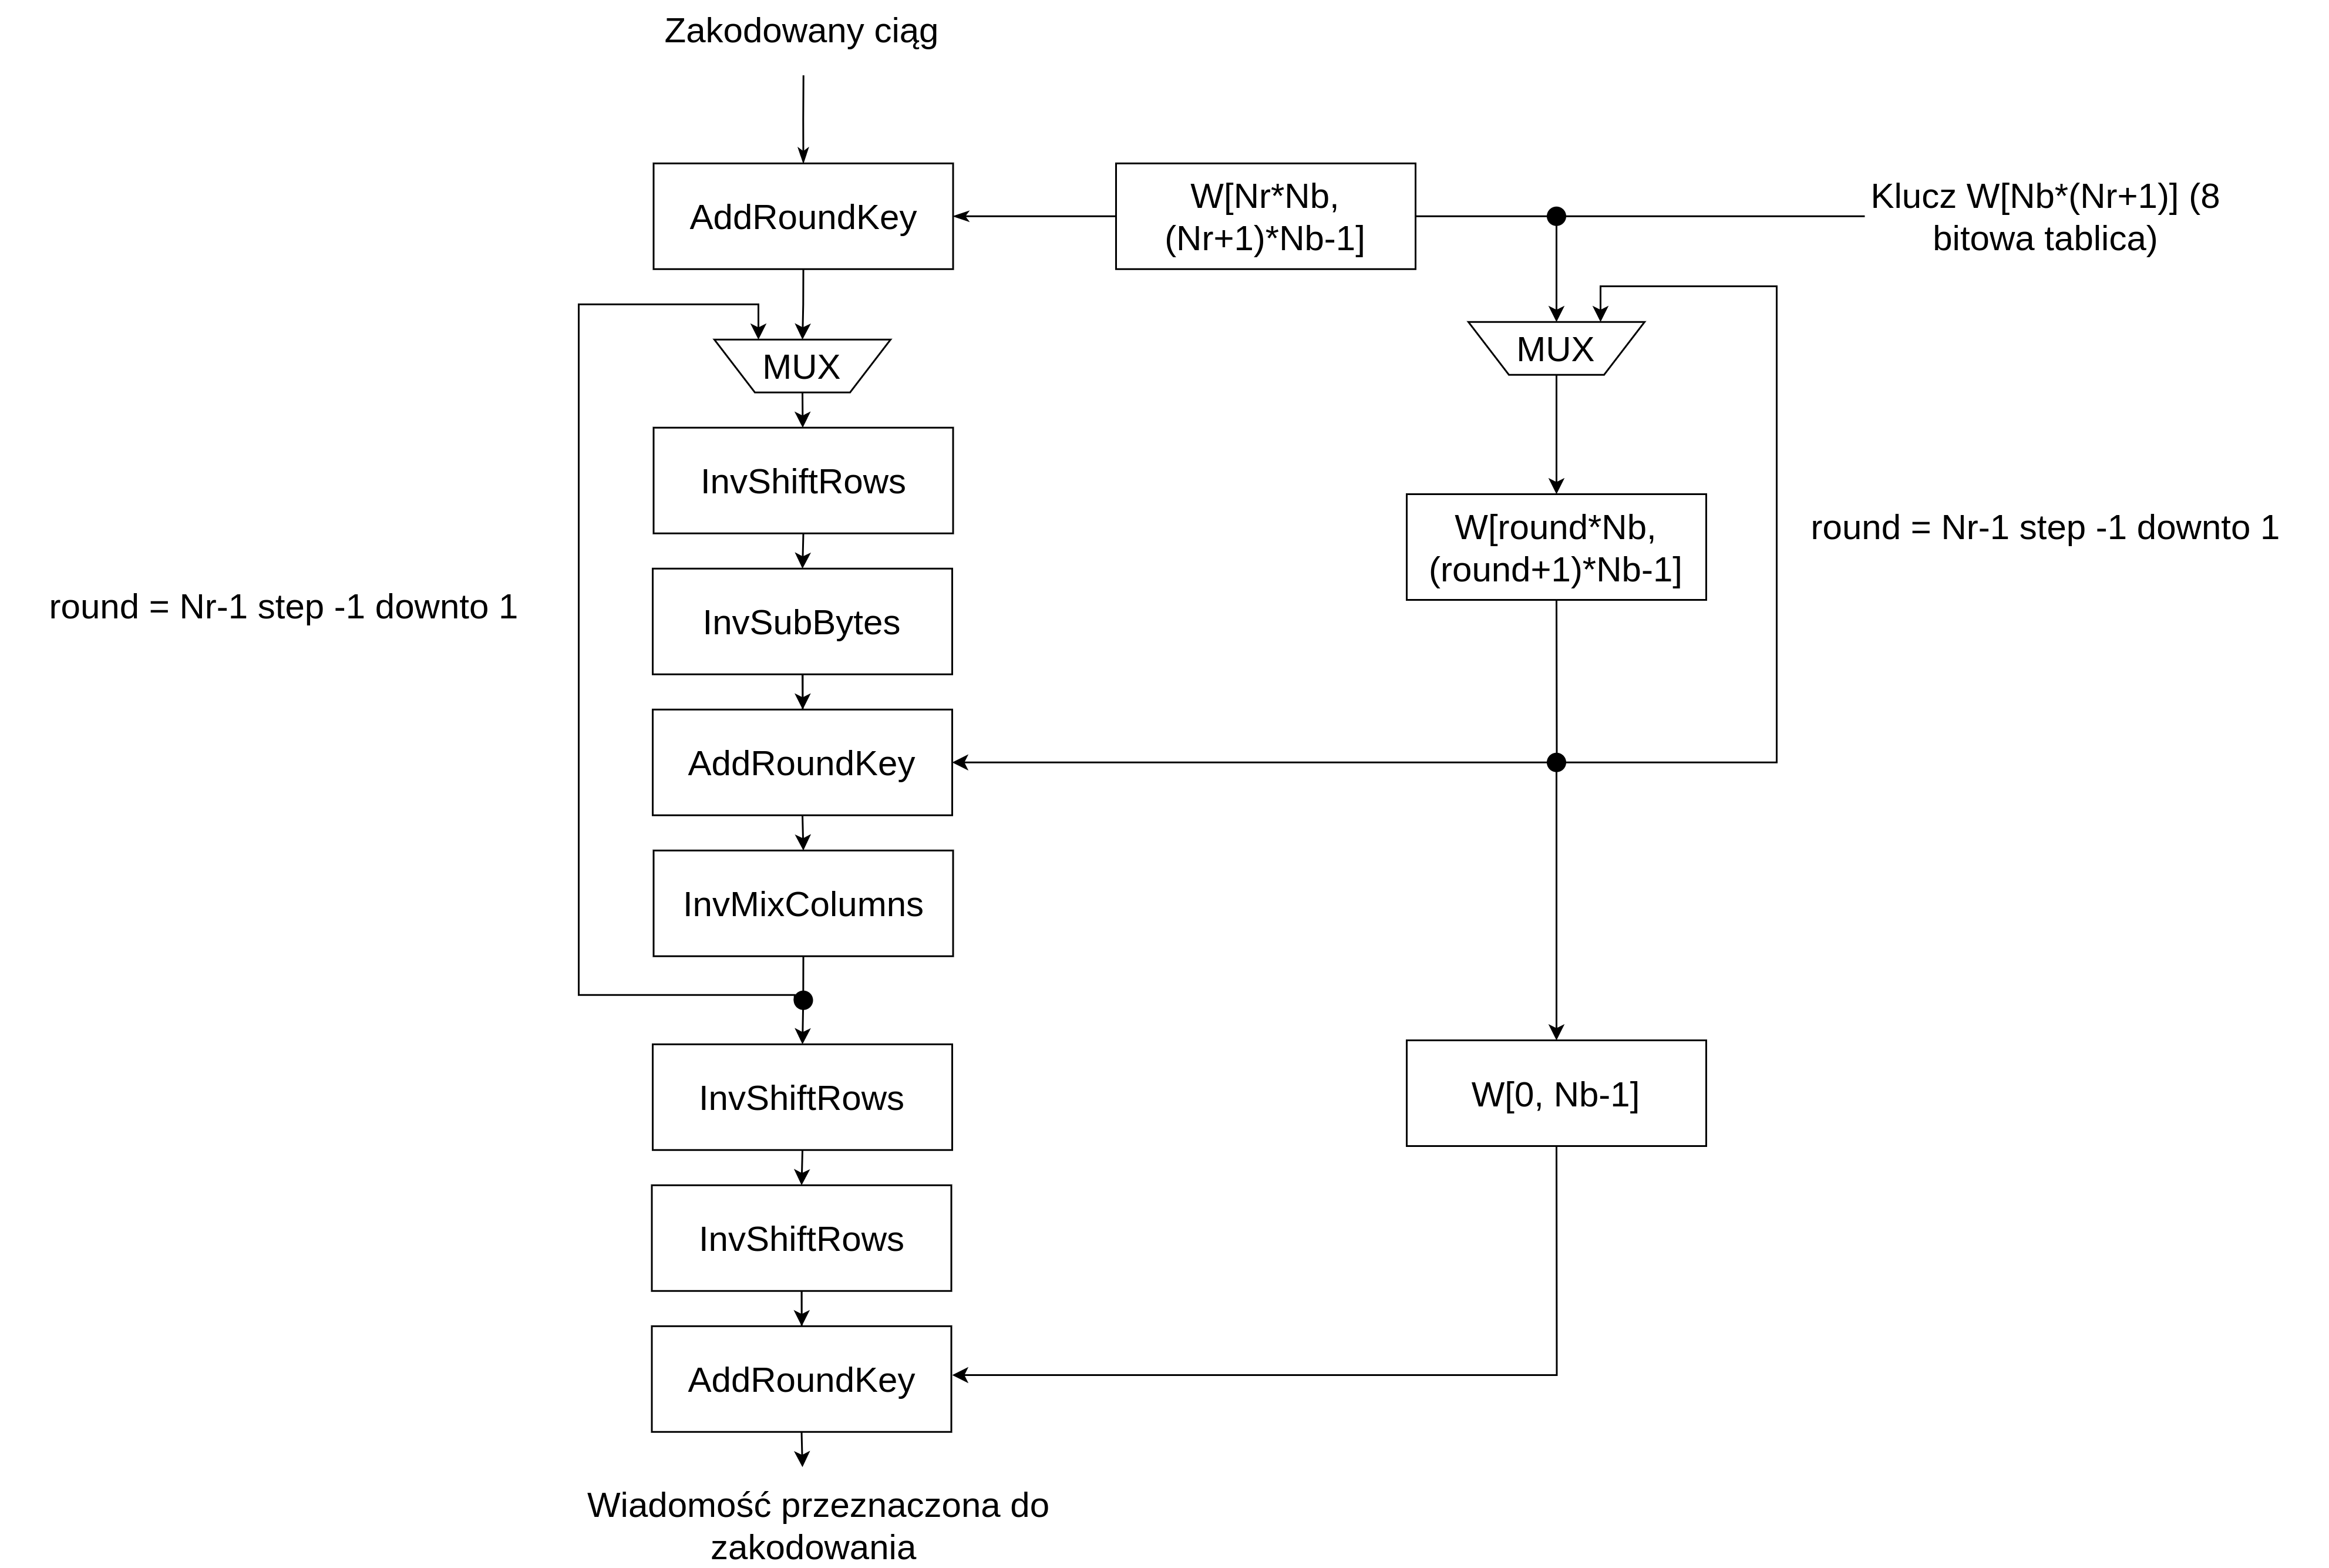 Zakodowany ciąg
AddRoundKey
W[Nr*Nb,
(Nr+1)*Nb-1]
Klucz W[Nb*(Nr+1)] (8
bitowa tablica)
MUX
MUX
InvShiftRows
W[round*Nb,
(round+1)*Nb-1]
round = Nr-1 step -1 downto 1
round = Nr-1 step -1 downto 1
InvSubBytes
AddRoundKey
InvMixColumns
InvShiftRows
W[0, Nb-1]
InvShiftRows
AddRoundKey
Wiadomość przeznaczona do
zakodowania